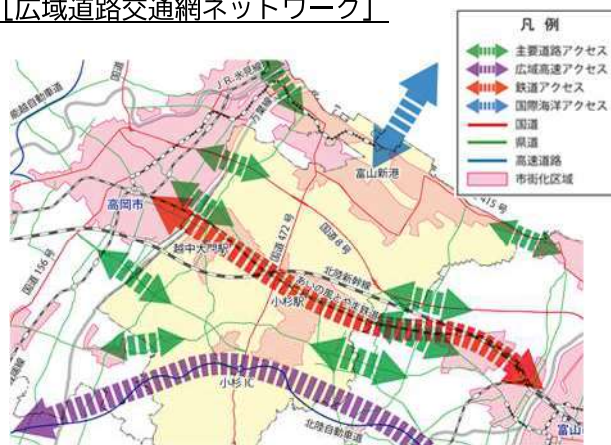 [広域道路交通網ネットワーク]
凡 例
主要道路アクセス
広域高速アクセス
鉄道アクセス
国際海洋アクセス
国道
県道
高速道路
市街化区域
国道
J.R.氷見線
能越自動車道
万葉線
富山新港
高岡市
415号
越中大門駅
国道472号
国道8号
国道156号
北陸新幹線
あいの風とやま鉄道
小杉駅
小杉IC
北陸自動車道
富山